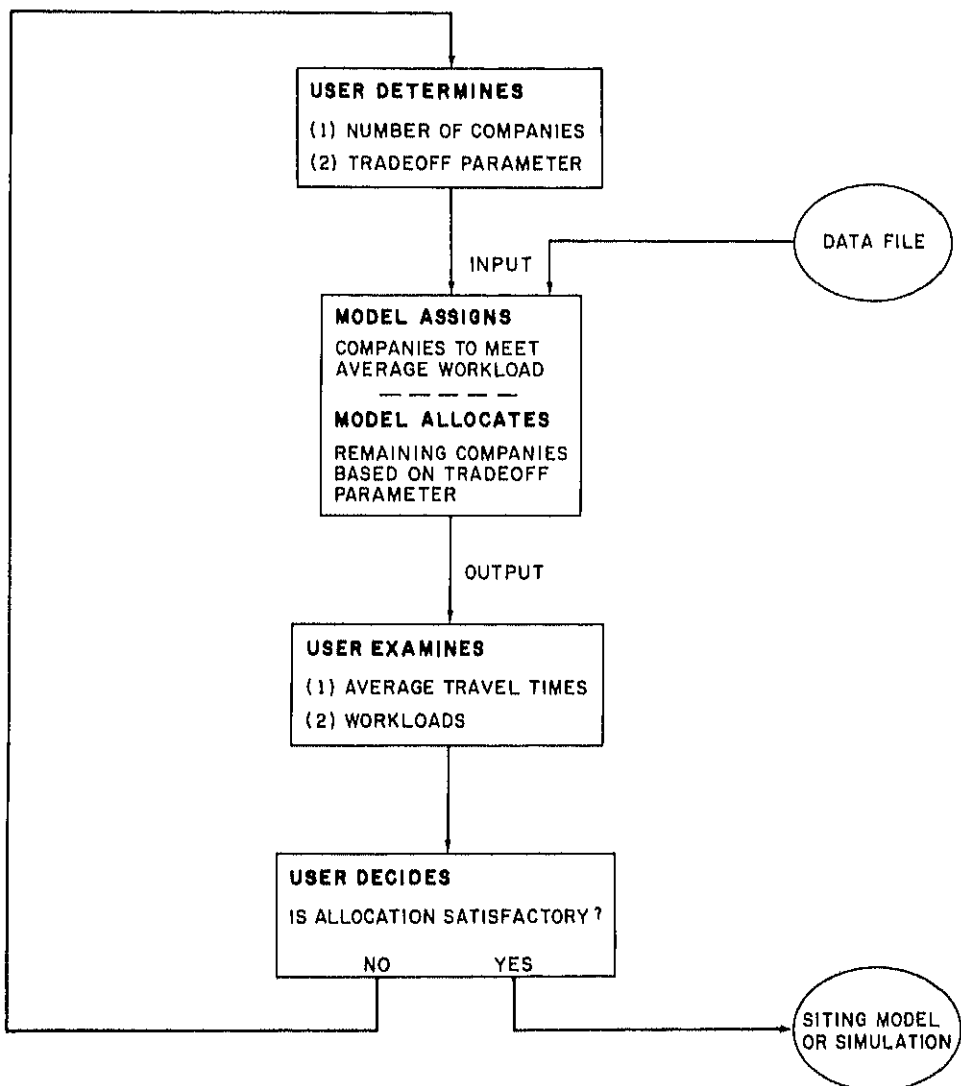 USER DETERMINES
(1) NUMBER OF COMPANIES
(2) TRADEOFF PARAMETER
DATA FILE
INPUT
MODEL ASSIGNS
COMPANIES TO MEET
AVERAGE WORKLOAD
MODEL ALLOCATES
REMAINING COMPANIES
BASED ON TRADEOFF
PARAMETER
OUTPUT
USER EXAMINES
(1) AVERAGE TRAVEL TIMES
(2) WORKLOADS
USER DECIDES
IS ALLOCATION SATISFACTORY?
NO YES
SITING MODEL
OR SIMULATION